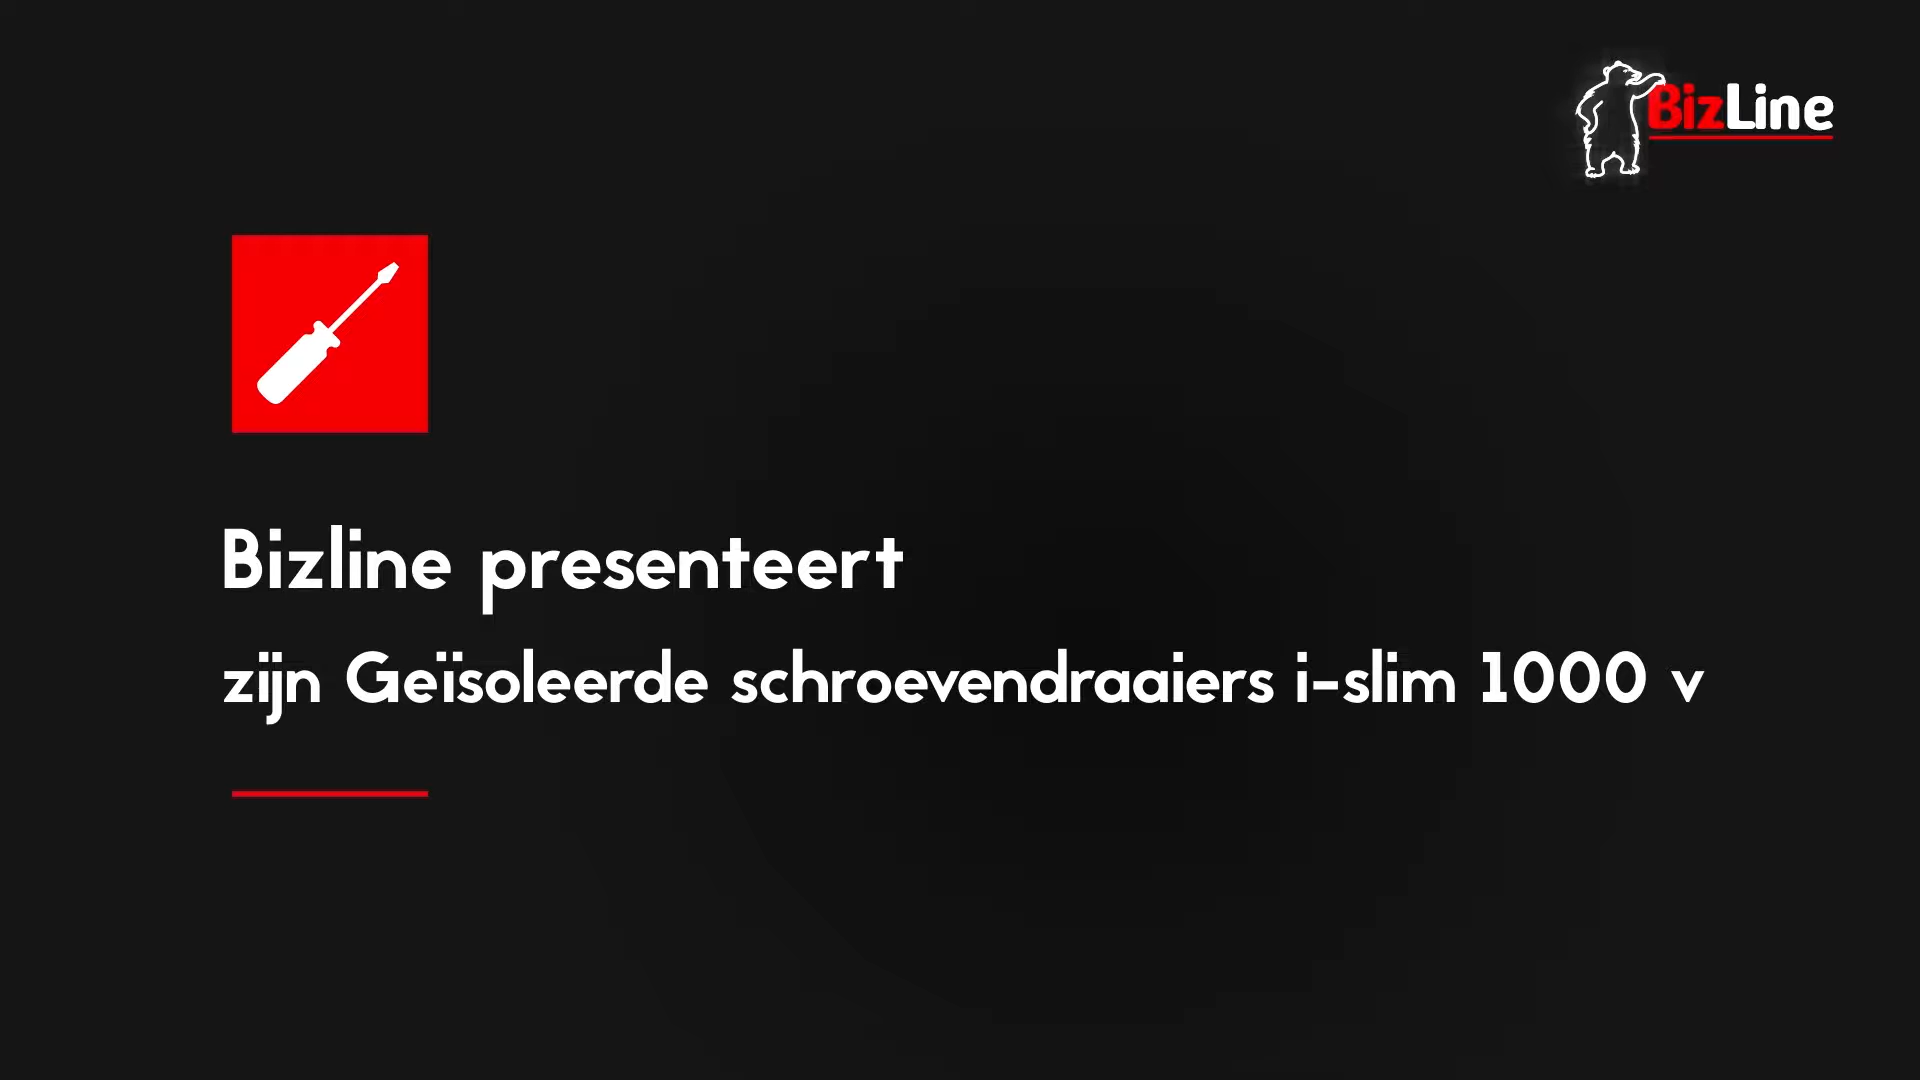 BizLine
Bizline presenteert
zijn Geïsoleerde schroevendraaiers i-slim 1000 v